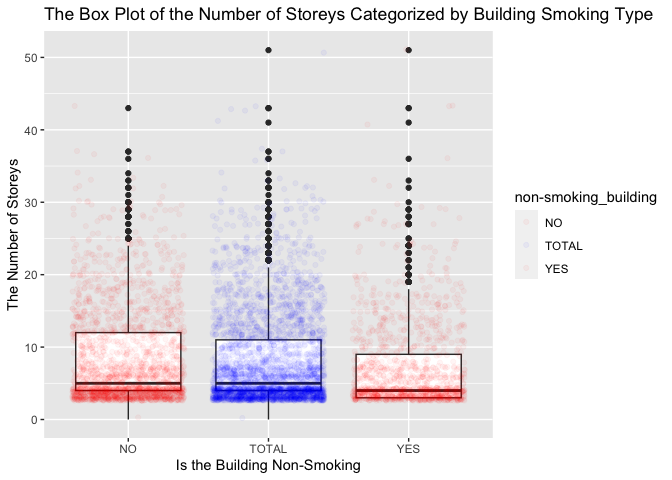 The Box Plot of the Number of Storeys Categorized by Building Smoking Type
The Number of Storeys
50
40
30
20
10
0
NO
TOTAL
YES
Is the Building Non-Smoking
non-smoking_building
NO
TOTAL
YES